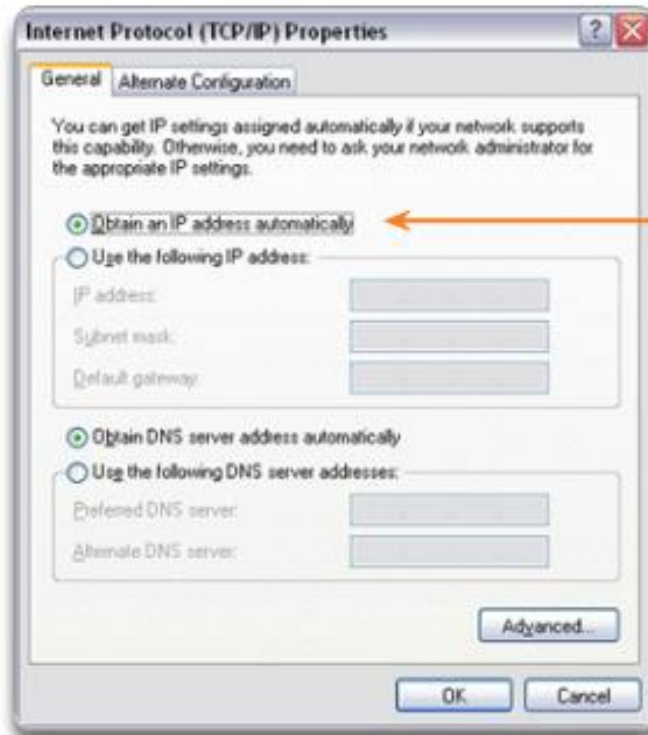 Internet Protocol (TCP/IP) Properties
General
Alternate Configuration
You can get IP settings assigned automatically if your network supports
this capability. Otherwise, you need to ask your network administrator for
the appropriate IP settings.
Obtain an IP address automatically
Use the following IP address:
IP address:
Subnet mask:
Default gateway:
Obtain DNS server address automatically
Use the following DNS server addresses:
Preferred DNS server:
Alternate DNS server:
Advanced...
OK
Cancel